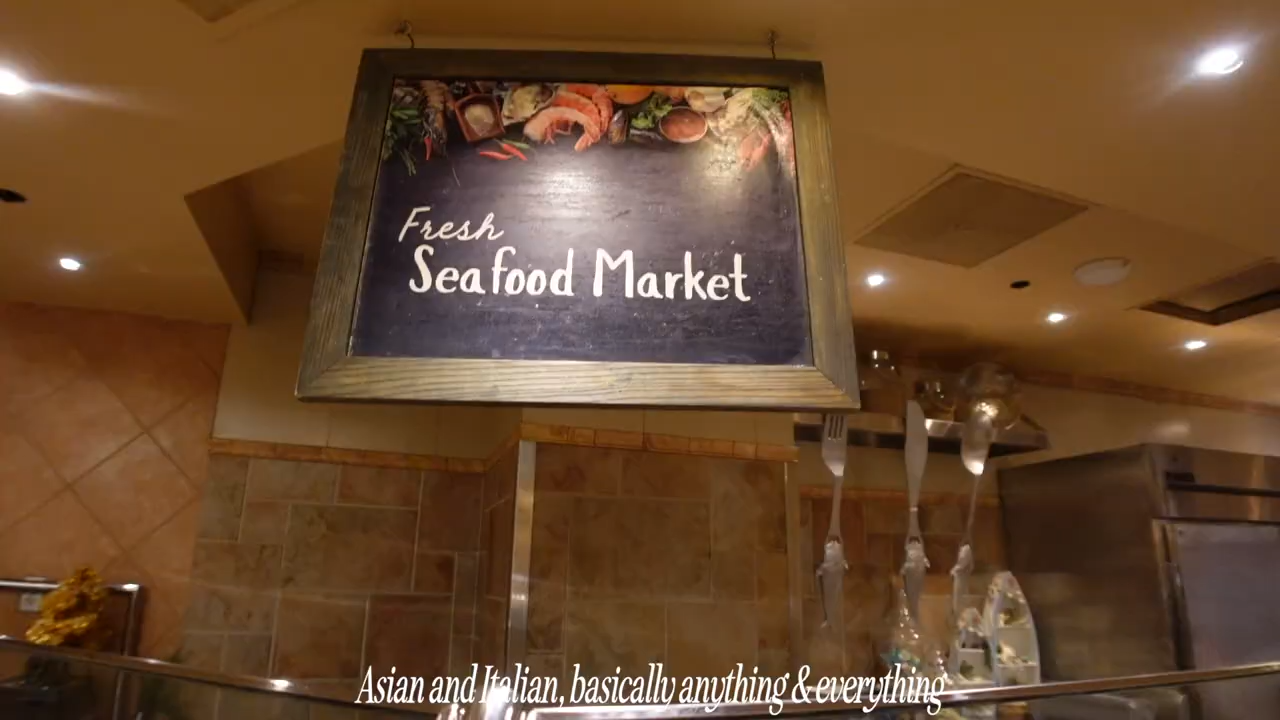 Fresh
Seafood Market
Asian and Italian, basically anything & everything